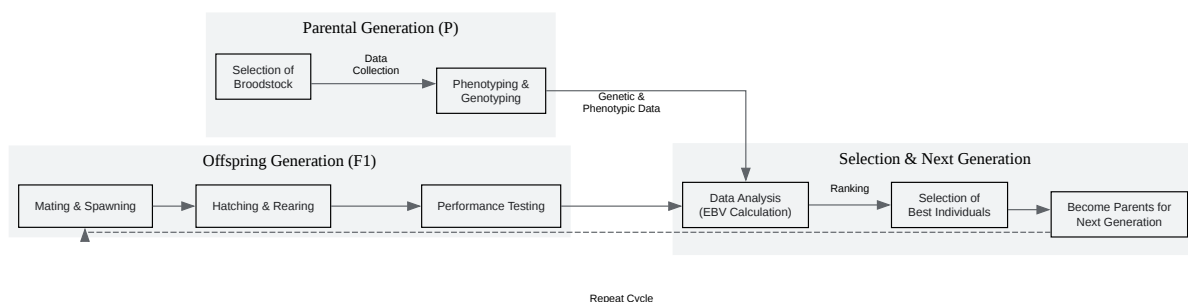 Parental Generation (P)
Selection of
Broodstock
Data
Collection
Phenotyping &
Genotyping
Genetic &
Phenotypic Data
Offspring Generation (F1)
Mating & Spawning
Hatching & Rearing
Performance Testing
Selection & Next Generation
Data Analysis
(EBV Calculation)
Ranking
Selection of
Best Individuals
Become Parents for
Next Generation
Repeat Cycle